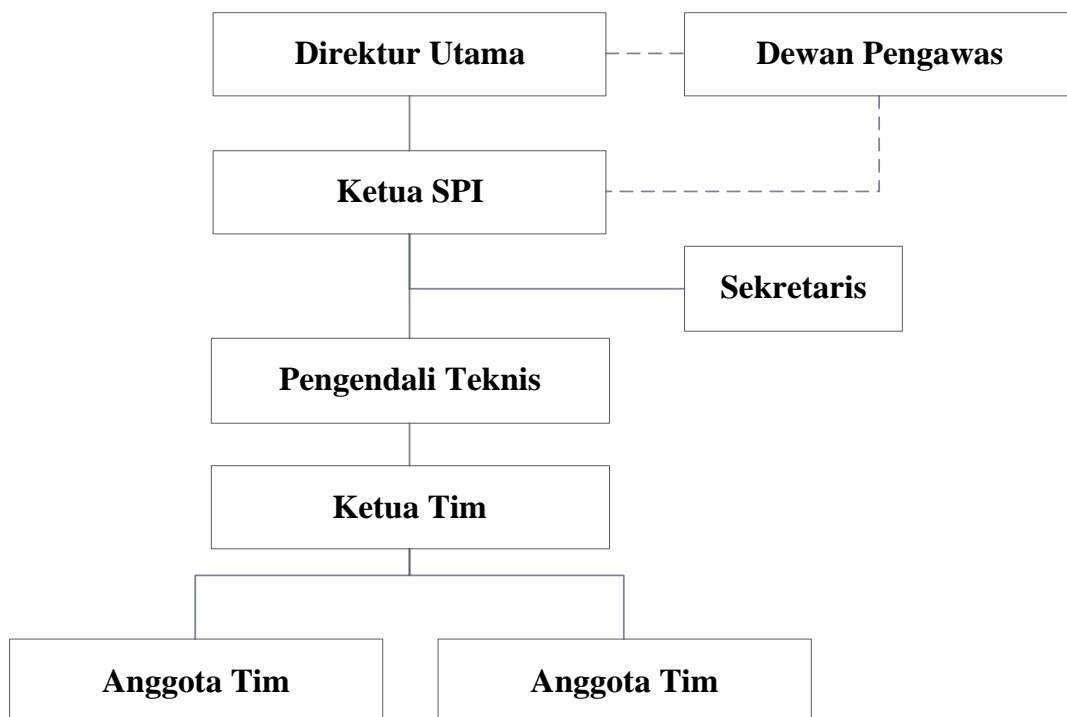 Direktur Utama
Dewan Pengawas
Ketua SPI
Sekretaris
Pengendali Teknis
Ketua Tim
Anggota Tim
Anggota Tim